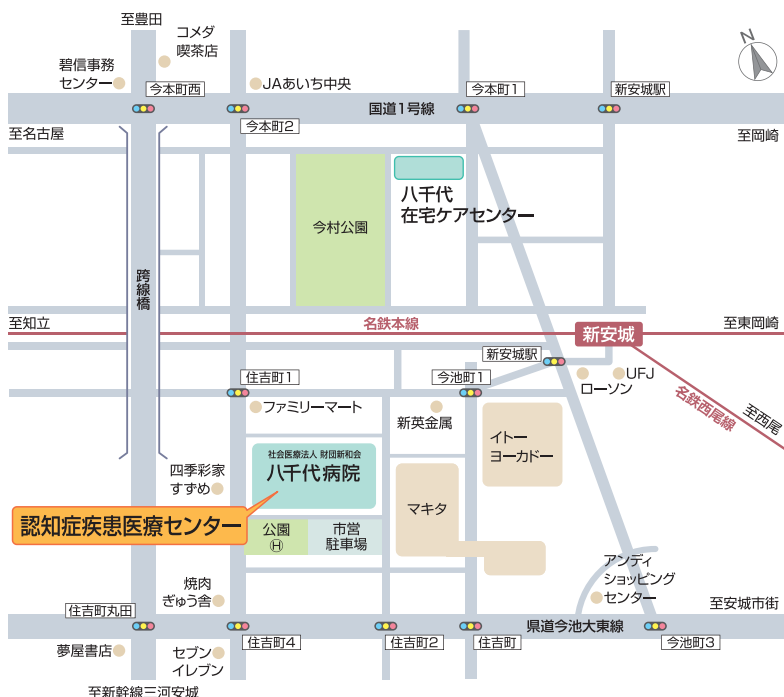 至豊田
コメダ
喫茶店
N
碧信事務
センター
今本町西
JAあいち中央
今本町1
新安城駅
国道1号線
今本町2
至名古屋
至岡崎
八千代
在宅ケアセンター
今村公園
跨線橋
至知立
名鉄本線
新安城
至東岡崎
新安城駅
住吉町1
今池町1
UFJ
ローソン
名鉄西尾線
至西尾
ファミリーマート
新英金属
イトー
ヨーカドー
社会医療法人 財団新和会
八千代病院
四季彩家
すずめ
マキタ
認知症疾患医療センター
公園
H
市営
駐車場
アンディ
ショッピング
センター
焼肉
ぎゅう舎
住吉町丸田
至安城市街
県道今池大東線
住吉町4
住吉町2
住吉町
今池町3
夢屋書店
セブン
イレブン
至新幹線三河安城